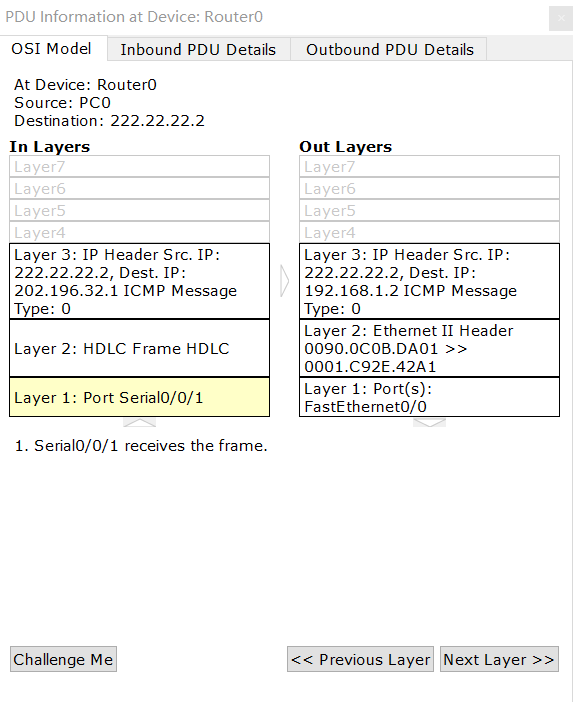 PDU Information at Device: Router0
OSI Model
Inbound PDU Details
Outbound PDU Details
At Device: Router0
Source: PC0
Destination: 222.22.22.2
In Layers
Layer7
Layer6
Layer5
Layer4
Layer 3: IP Header Src. IP:
222.22.22.2, Dest. IP:
202.196.32.1 ICMP Message
Type: 0
Layer 2: HDLC Frame HDLC
Layer 1: Port Serial0/0/1
Out Layers
Layer7
Layer6
Layer5
Layer4
Layer 3: IP Header Src. IP:
222.22.22.2, Dest. IP:
192.168.1.2 ICMP Message
Type: 0
Layer 2: Ethernet II Header
0090.0C0B.DA01 >>
0001.C92E.42A1
Layer 1: Port(s):
FastEthernet0/0
1. Serial0/0/1 receives the frame.
Challenge Me
<< Previous Layer
Next Layer >>